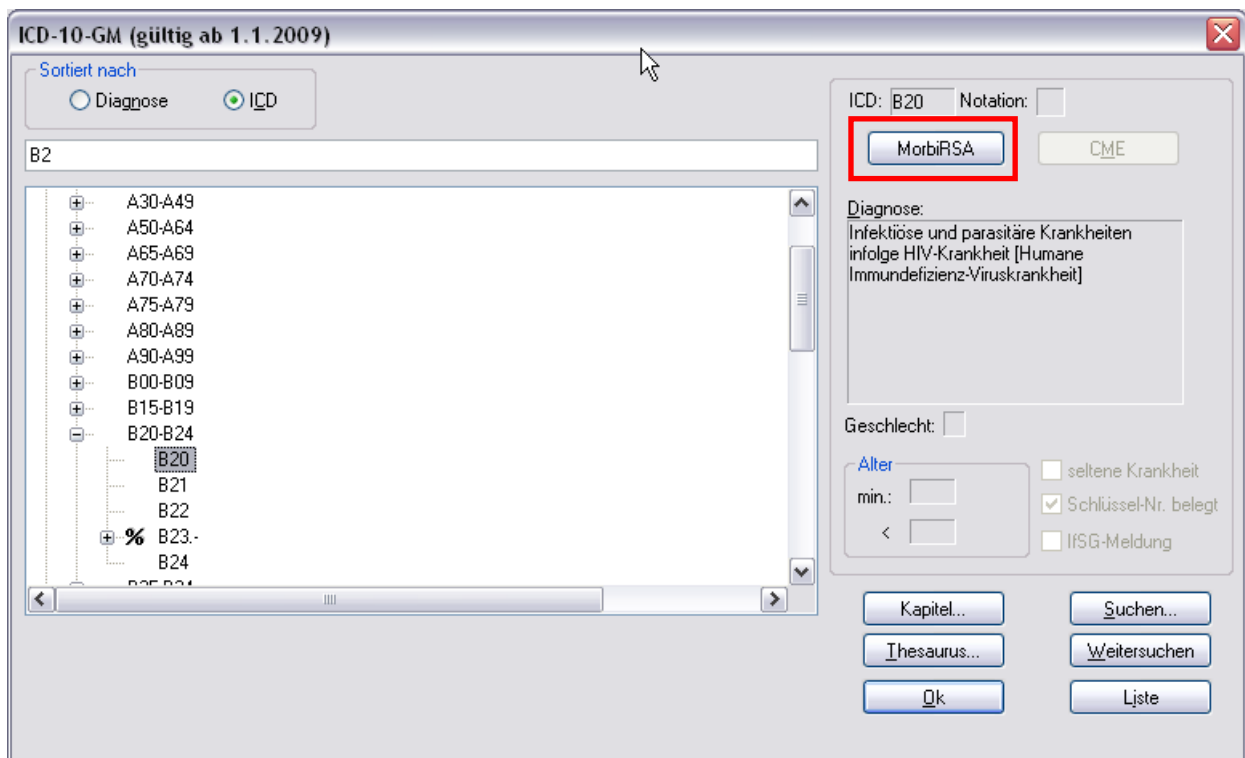 ICD-10-GM (gültig ab 1.1.2009)
Sortiert nach
Diagnose
ICD
B2
A30-A49
A50-A64
A65-A69
A70-A74
A75-A79
A80-A89
A90-A99
B00-B09
B15-B19
B20-B24
B20
B21
B22
% B23.-
B24
ICD: B20 Notation:
MorbiRSA
CME
Diagnose:
Infektiöse und parasitäre Krankheiten
infolge HIV-Krankheit [Humane
Immundefizienz-Viruskrankheit]
Geschlecht:
Alter
min.:
<
seltene Krankheit
Schlüssel-Nr. belegt
IfSG-Meldung
Kapitel...
Suchen...
Thesaurus...
Weitersuchen
Ok
Liste